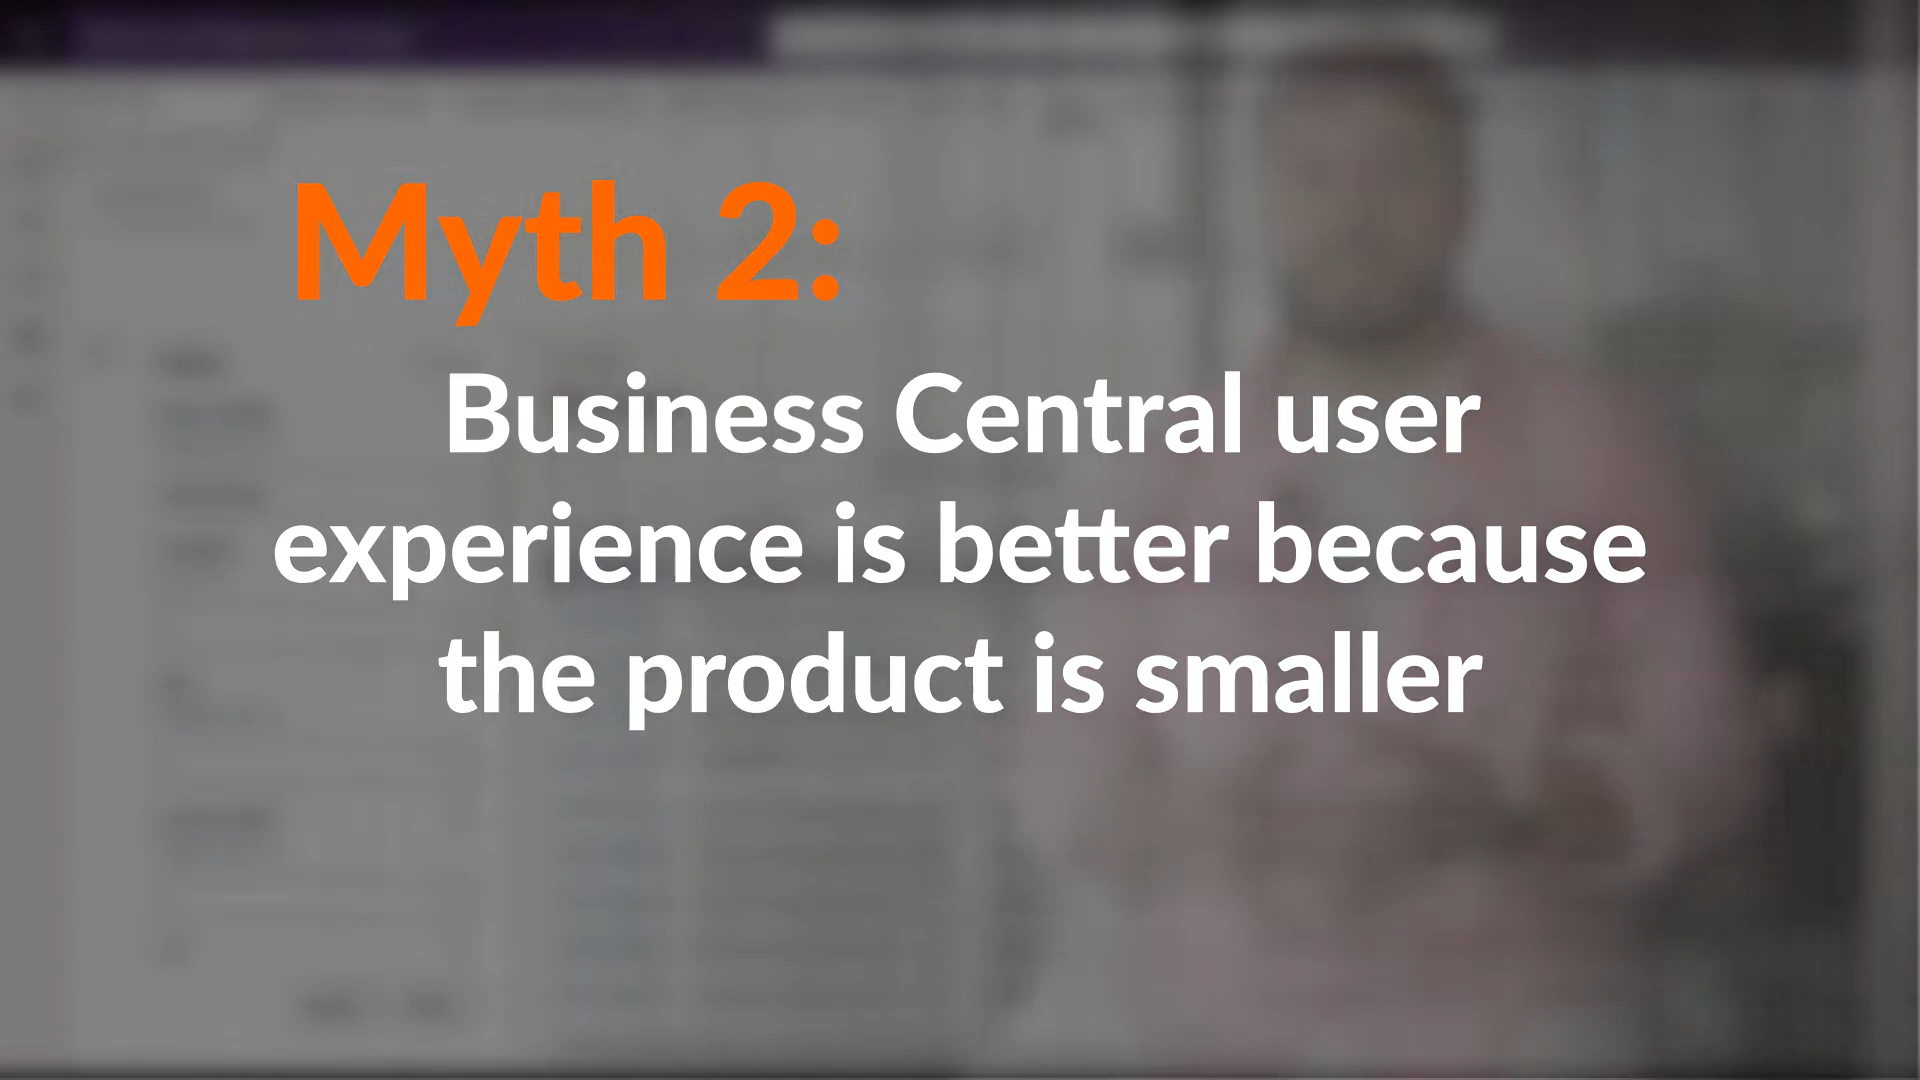 Myth 2:
Business Central user
experience is better because
the product is smaller